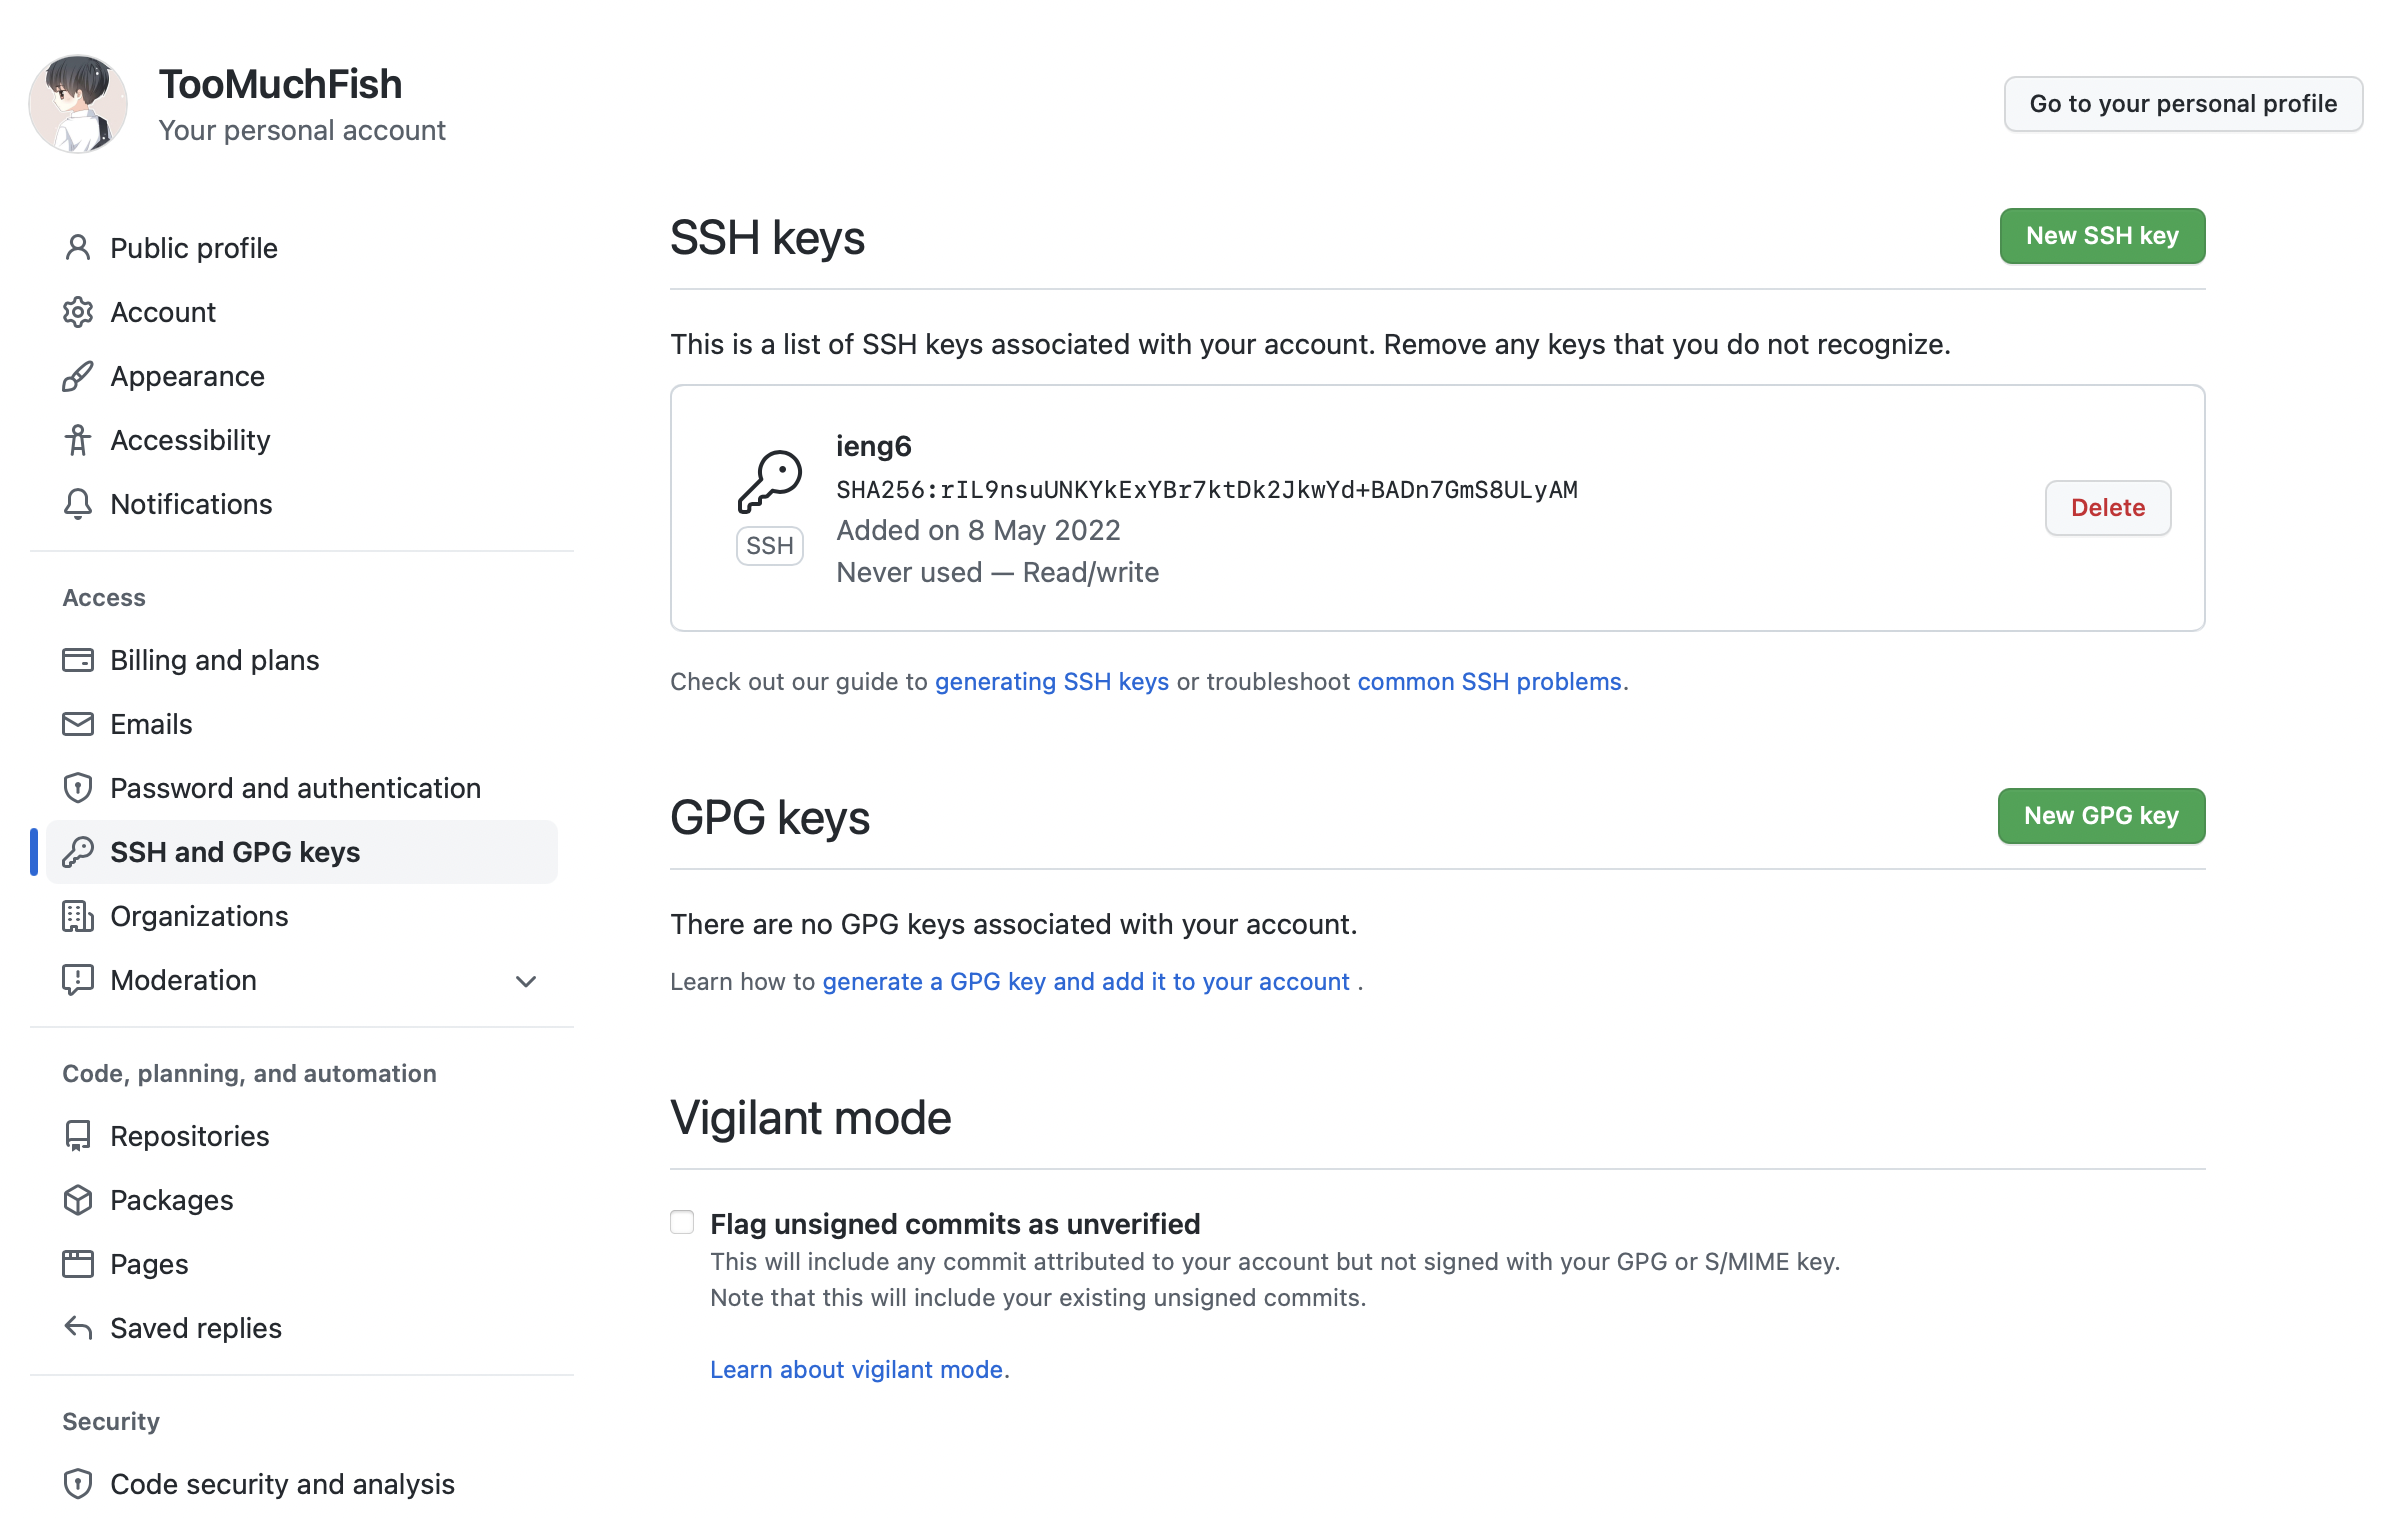 TooMuchFish
Your personal account
Go to your personal profile
Public profile
Account
Appearance
Accessibility
Notifications
Access
Billing and plans
Emails
Password and authentication
SSH and GPG keys
Organizations
Moderation
Code, planning, and automation
Repositories
Packages
Pages
Saved replies
Security
Code security and analysis
SSH keys
New SSH key
This is a list of SSH keys associated with your account. Remove any keys that you do not recognize.
ieng6
SHA256:rIL9nsuUNKYkExYBr7ktDk2JkwYd+BADn7GmS8ULyAM
Added on 8 May 2022
Never used — Read/write
SSH
Delete
Check out our guide to generating SSH keys or troubleshoot common SSH problems.
GPG keys
New GPG key
There are no GPG keys associated with your account.
Learn how to generate a GPG key and add it to your account .
Vigilant mode
Flag unsigned commits as unverified
This will include any commit attributed to your account but not signed with your GPG or S/MIME key.
Note that this will include your existing unsigned commits.
Learn about vigilant mode.